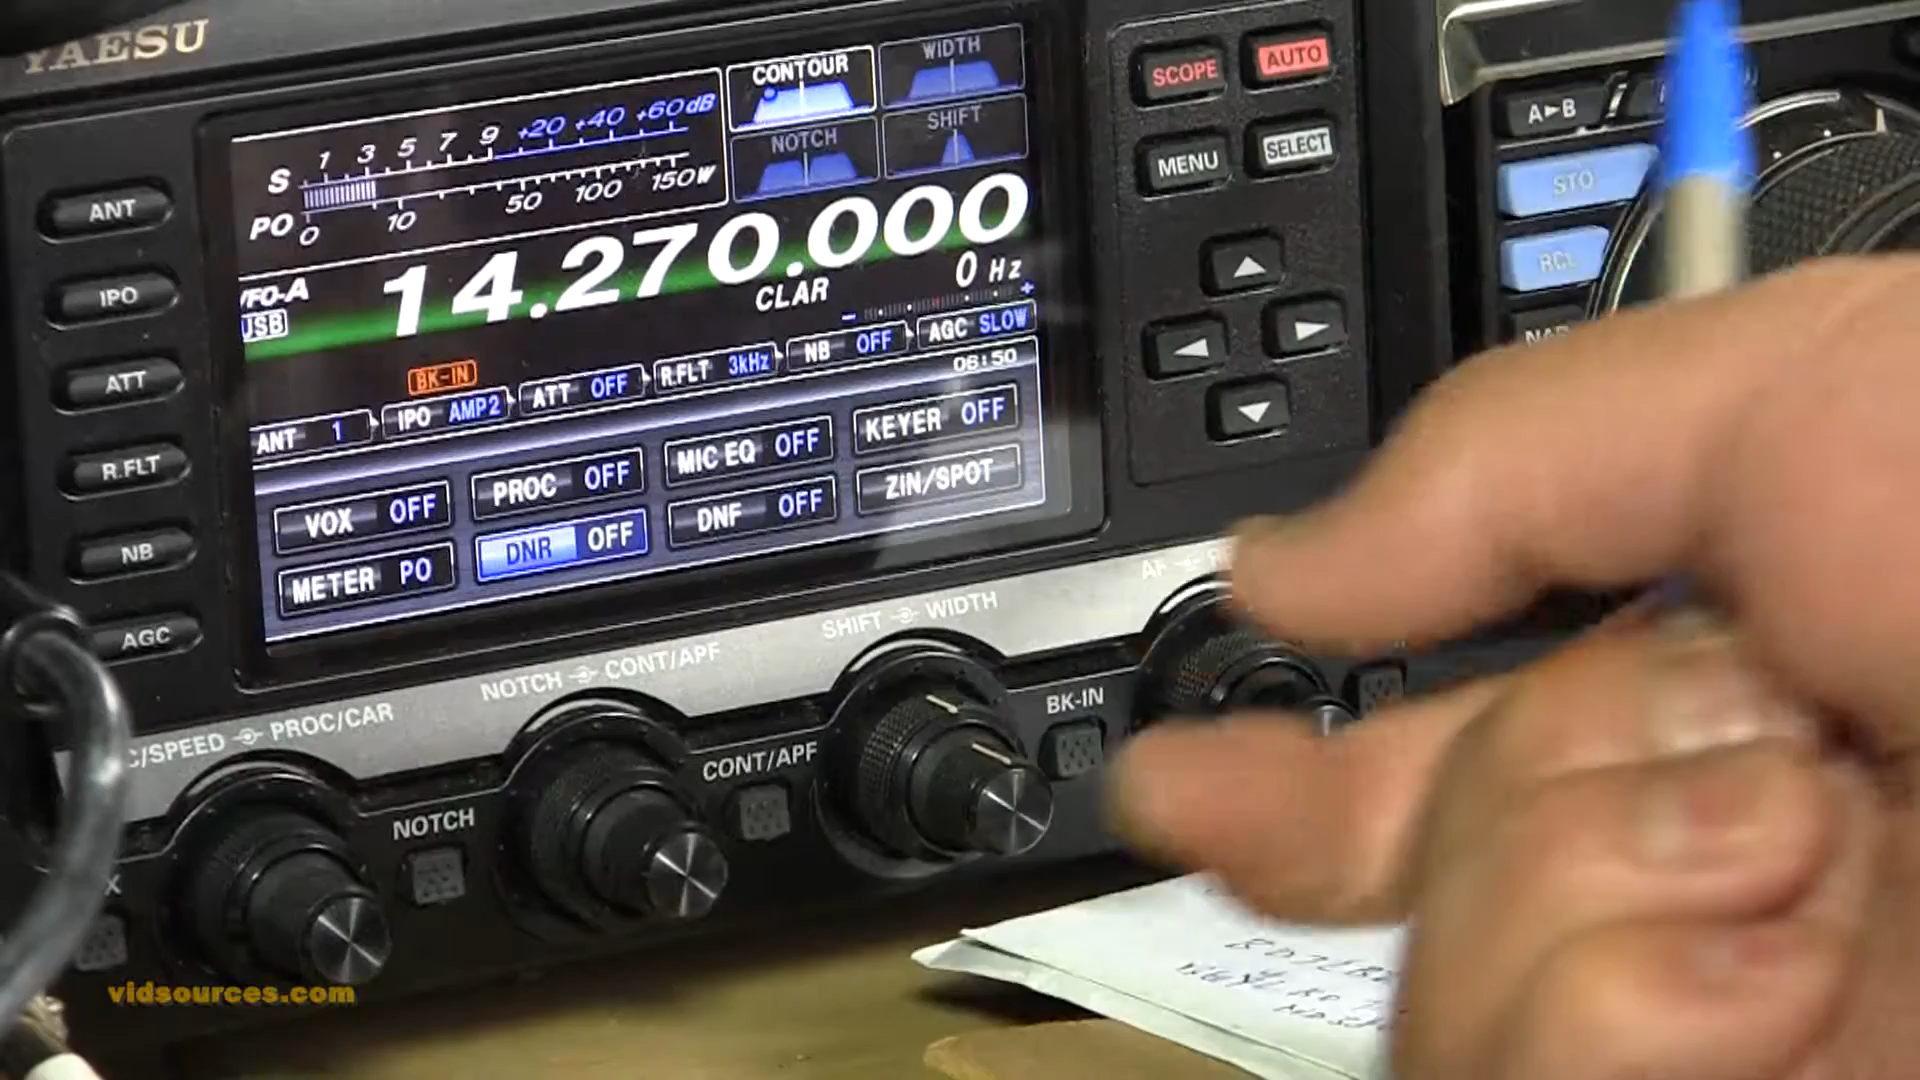 YAESU
ANT
IPO
ATT
R.FLT
NB
AGC
S 1 3 5 7 9 +20 +40 +60dB
PO 0 10 50 100 150W
CONTOUR
WIDTH
NOTCH
SHIFT
VFO-A
USB
14.270.000
CLAR 0 Hz
BK-IN
ANT 1
IPO AMP2
ATT OFF
R.FLT 3kHz
NB OFF
AGC SLOW
06:50
VOX OFF
PROC OFF
MIC EQ OFF
KEYER OFF
METER PO
DNR OFF
DNF OFF
ZIN/SPOT
SCOPE
AUTO
MENU
SELECT
A►B
STO
RCL
C/SPEED PROC/CAR
NOTCH CONT/APF
SHIFT WIDTH
AF
NOTCH
CONT/APF
BK-IN
vidsources.com